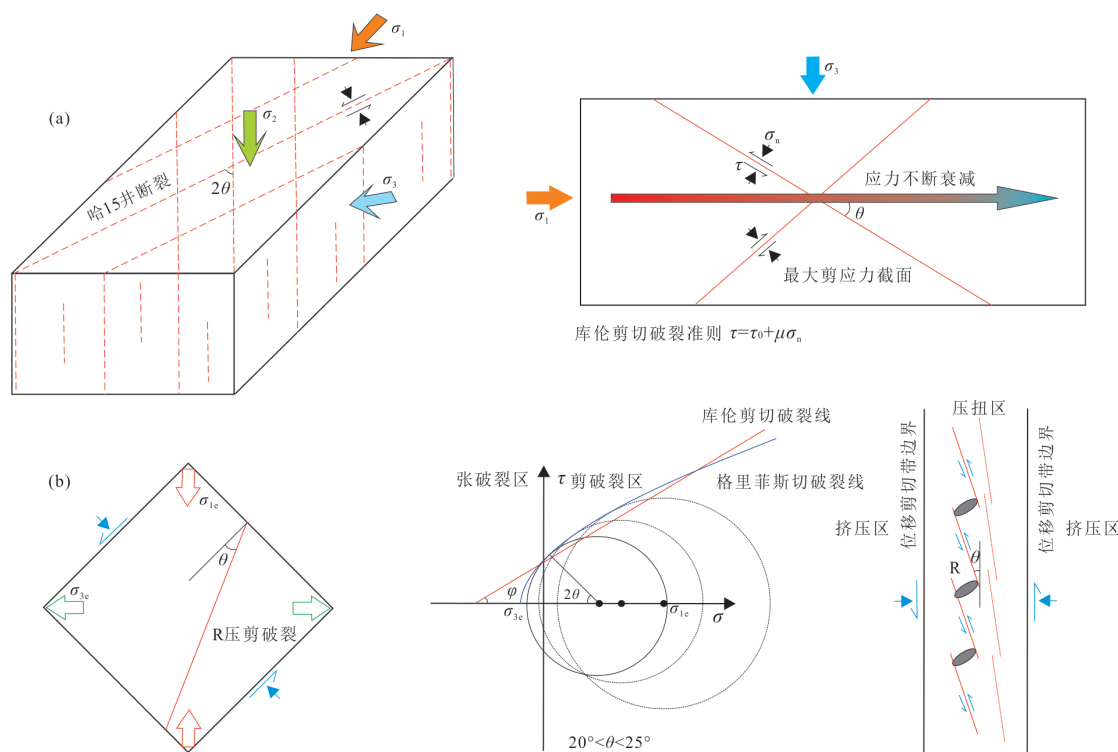 (a)
σ1
σ2
2θ
哈15井断裂
σ3
σ3
σn
τ
应力不断衰减
σ1
θ
最大剪应力截面
库伦剪切破裂准则 τ=τ0+μσn
(b)
σ1e
θ
σ3e
R压剪破裂
库伦剪切破裂线
张破裂区
τ
剪破裂区
格里菲斯切破裂线
φ
σ3e
2θ
σ1e
σ
20°<θ<25°
压扭区
位移剪切带边界
位移剪切带边界
挤压区
挤压区
R
θ